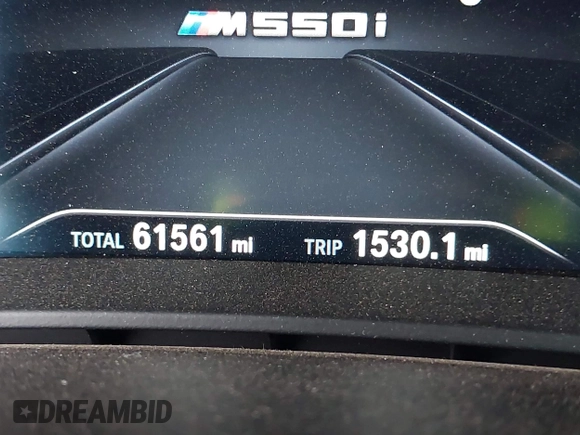 M550i
TOTAL 61561 mi TRIP 1530.1 mi
DREAMBID